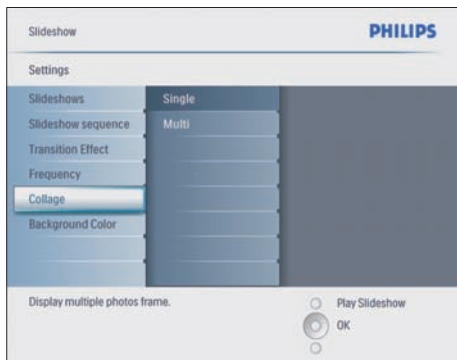 Slideshow
PHILIPS
Settings
Slideshows
Single
Slideshow sequence
Multi
Transition Effect
Frequency
Collage
Background Color
Display multiple photos frame.
Play Slideshow
OK